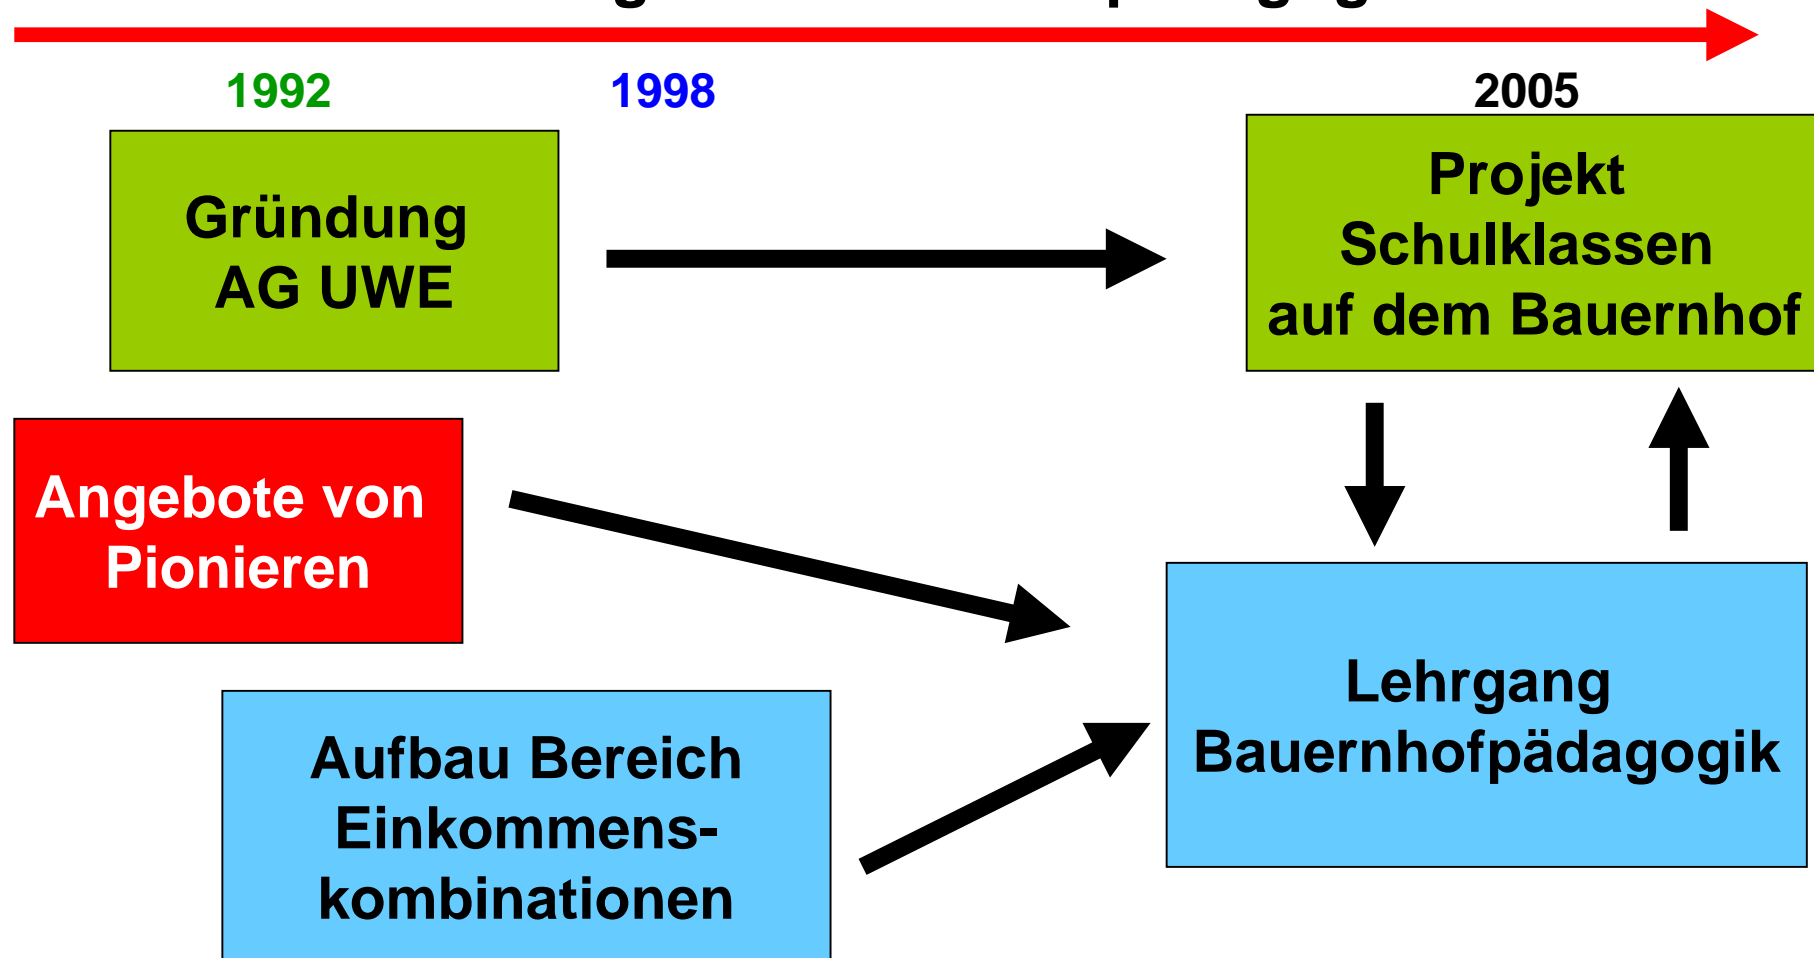 1992
1998
2005
Gründung
AG UWE
Projekt
Schulklassen
auf dem Bauernhof
Angebote von
Pionieren
Lehrgang
Bauernhofpädagogik
Aufbau Bereich
Einkommens-
kombinationen